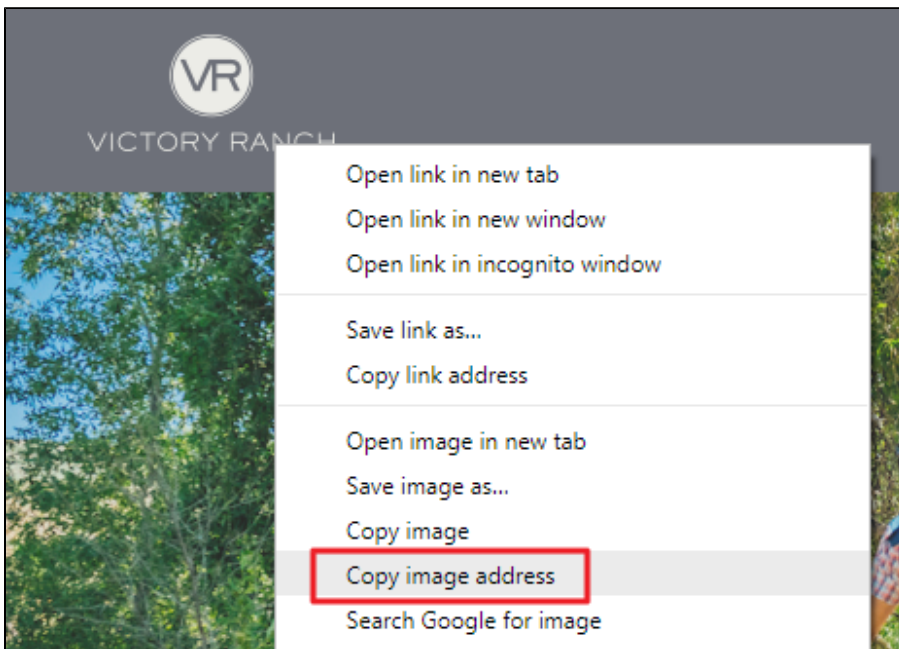 VR
VICTORY RANCH
Open link in new tab
Open link in new window
Open link in incognito window
Save link as...
Copy link address
Open image in new tab
Save image as...
Copy image
Copy image address
Search Google for image